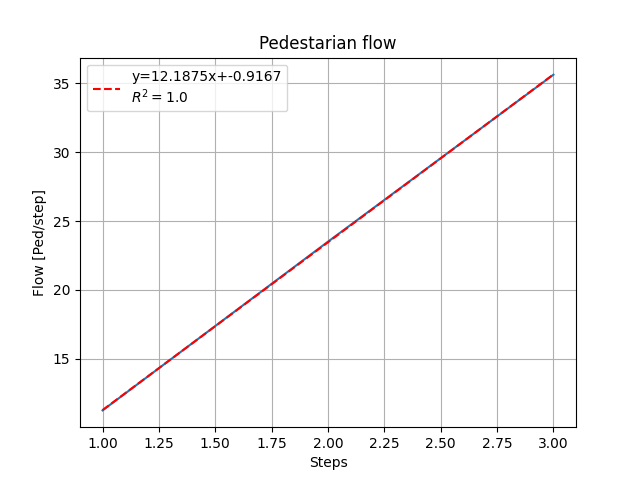 Pedestarian flow
y=12.1875x+-0.9167
R² = 1.0
Flow [Ped/step]
35
30
25
20
15
1.00 1.25 1.50 1.75 2.00 2.25 2.50 2.75 3.00
Steps